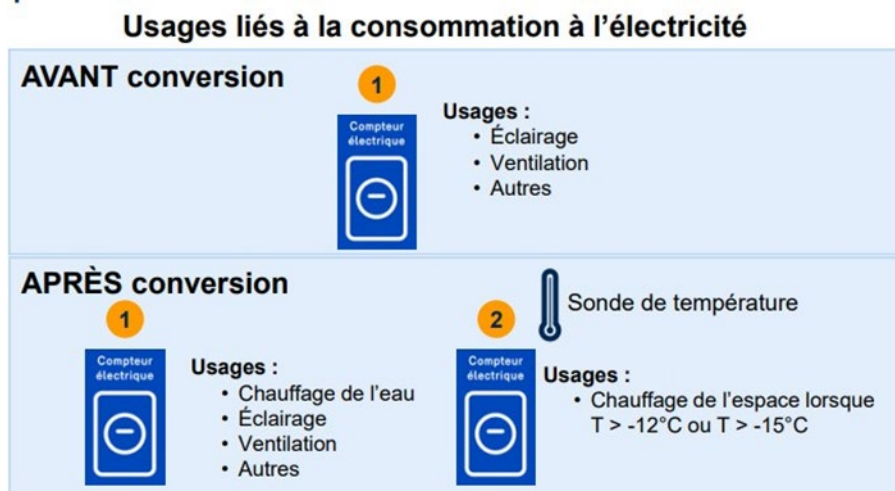 Usages liés à la consommation à l'électricité
AVANT conversion
1
Compteur
électrique
Usages :
• Éclairage
• Ventilation
• Autres
APRÈS conversion
1
Compteur
électrique
Usages :
• Chauffage de l'eau
• Éclairage
• Ventilation
• Autres
2
Sonde de température
Compteur
électrique
Usages :
• Chauffage de l'espace lorsque
T > -12°C ou T > -15°C